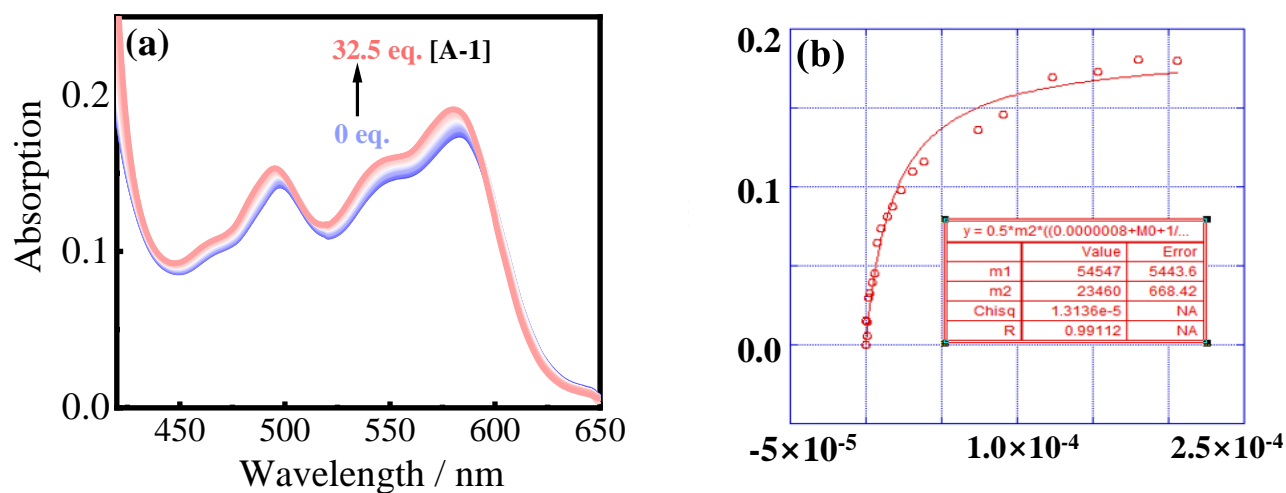 (a)
32.5 eq. [A-1]
0 eq.
0.2
0.1
0.0
Absorption
450 500 550 600 650
Wavelength / nm
(b)
0.2
0.1
0.0
y = 0.5*m2*((0.0000008+M0+1/...
Value Error
m1 54547 5443.6
m2 23460 668.42
Chisq 1.3136e-5 NA
R 0.99112 NA
-5×10⁻⁵ 1.0×10⁻⁴ 2.5×10⁻⁴